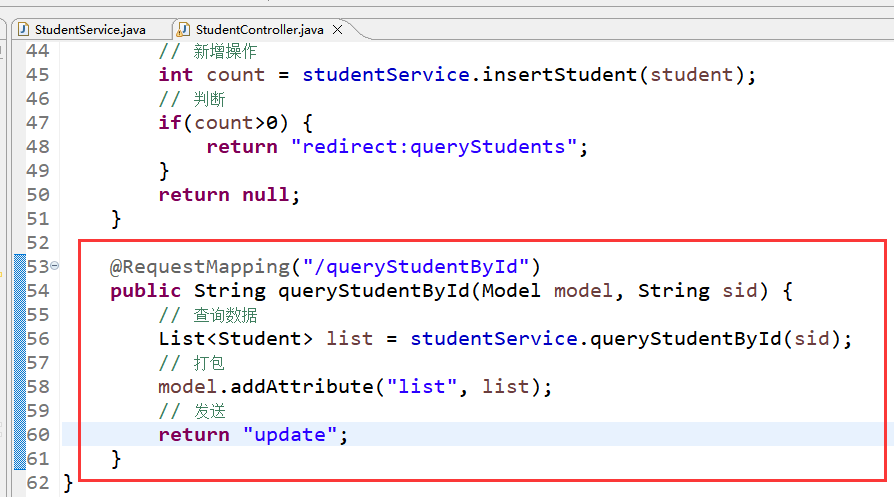 StudentService.java StudentController.java
44 // 新增操作
45 int count = studentService.insertStudent(student);
46 // 判断
47 if(count>0) {
48 return "redirect:queryStudents";
49 }
50 return null;
51 }
52
53 @RequestMapping("/queryStudentById")
54 public String queryStudentById(Model model, String sid) {
55 // 查询数据
56 List<Student> list = studentService.queryStudentById(sid);
57 // 打包
58 model.addAttribute("list", list);
59 // 发送
60 return "update";
61 }
62 }